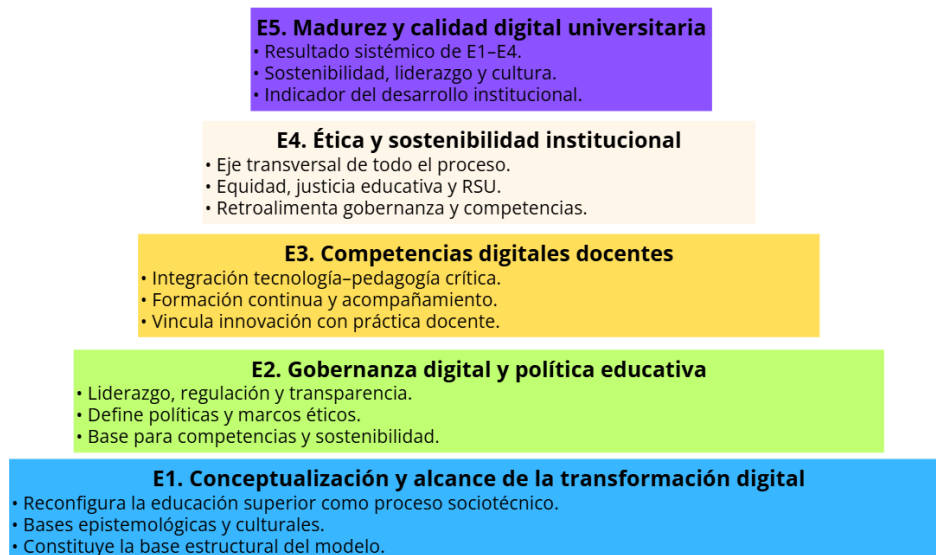 E5. Madurez y calidad digital universitaria
• Resultado sistémico de E1–E4.
• Sostenibilidad, liderazgo y cultura.
• Indicador del desarrollo institucional.
E4. Ética y sostenibilidad institucional
• Eje transversal de todo el proceso.
• Equidad, justicia educativa y RSU.
• Retroalimenta gobernanza y competencias.
E3. Competencias digitales docentes
• Integración tecnología–pedagogía crítica.
• Formación continua y acompañamiento.
• Vincula innovación con práctica docente.
E2. Gobernanza digital y política educativa
• Liderazgo, regulación y transparencia.
• Define políticas y marcos éticos.
• Base para competencias y sostenibilidad.
E1. Conceptualización y alcance de la transformación digital
• Reconfigura la educación superior como proceso sociotécnico.
• Bases epistemológicas y culturales.
• Constituye la base estructural del modelo.